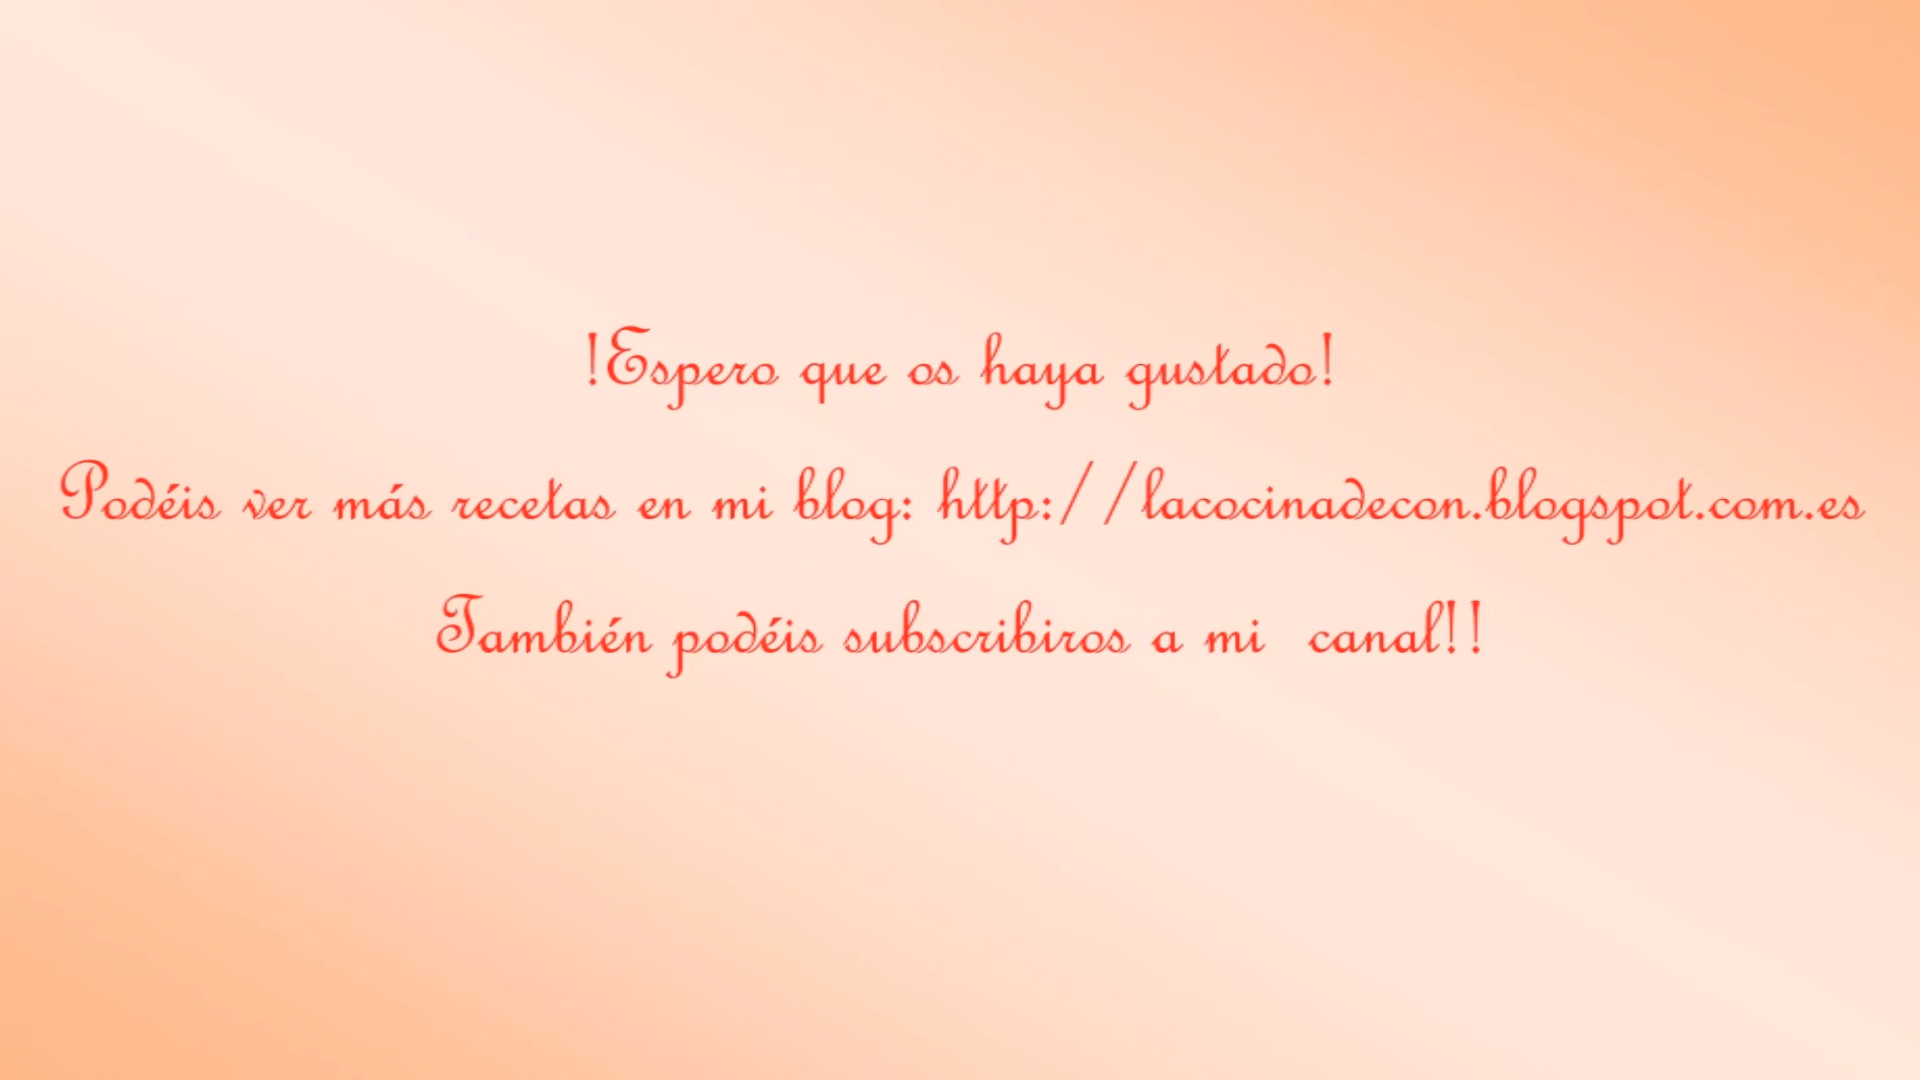 !Espero que os haya gustado!
Podéis ver más recetas en mi blog: http://lacocinadecon.blogspot.com.es
También podéis subscribiros a mi canal!!